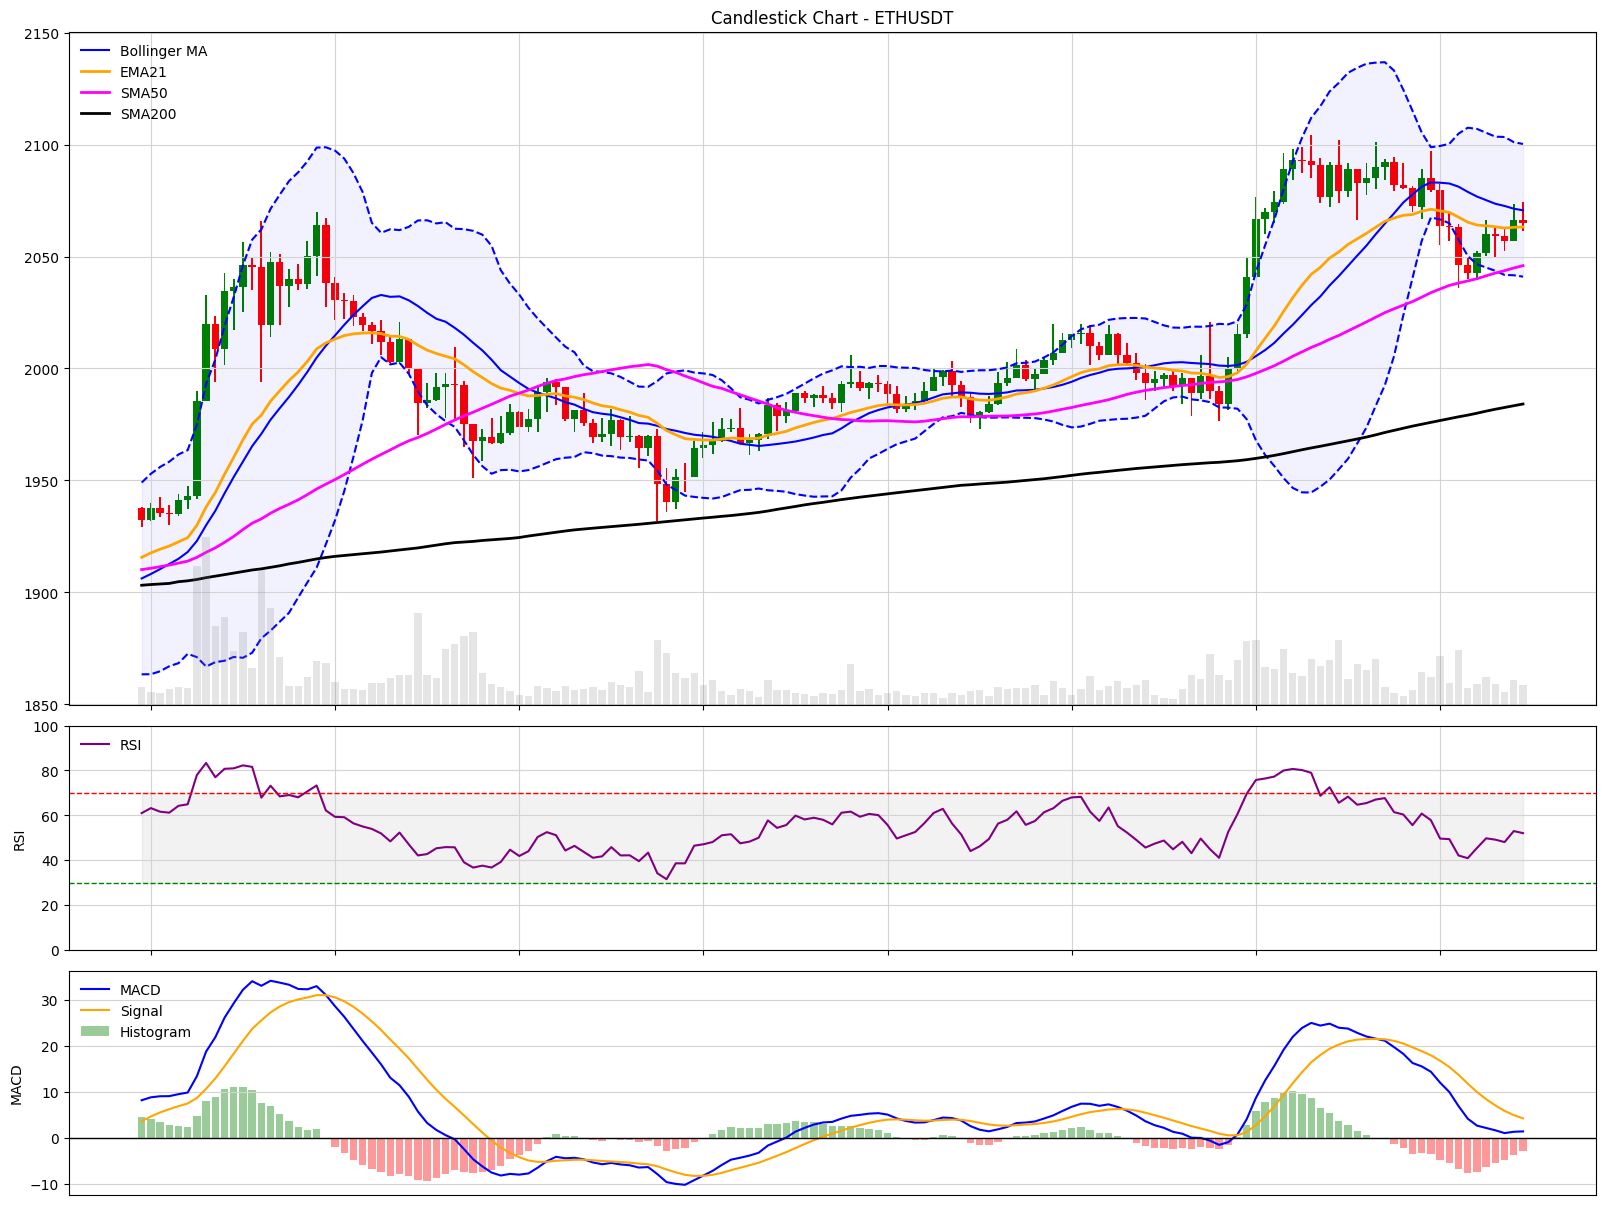 Candlestick Chart - ETHUSDT
2150
2100
2050
2000
1950
1900
1850
Bollinger MA
EMA21
SMA50
SMA200
100
80
60
40
20
0
RSI
RSI
30
20
10
0
−10
MACD
MACD
Signal
Histogram